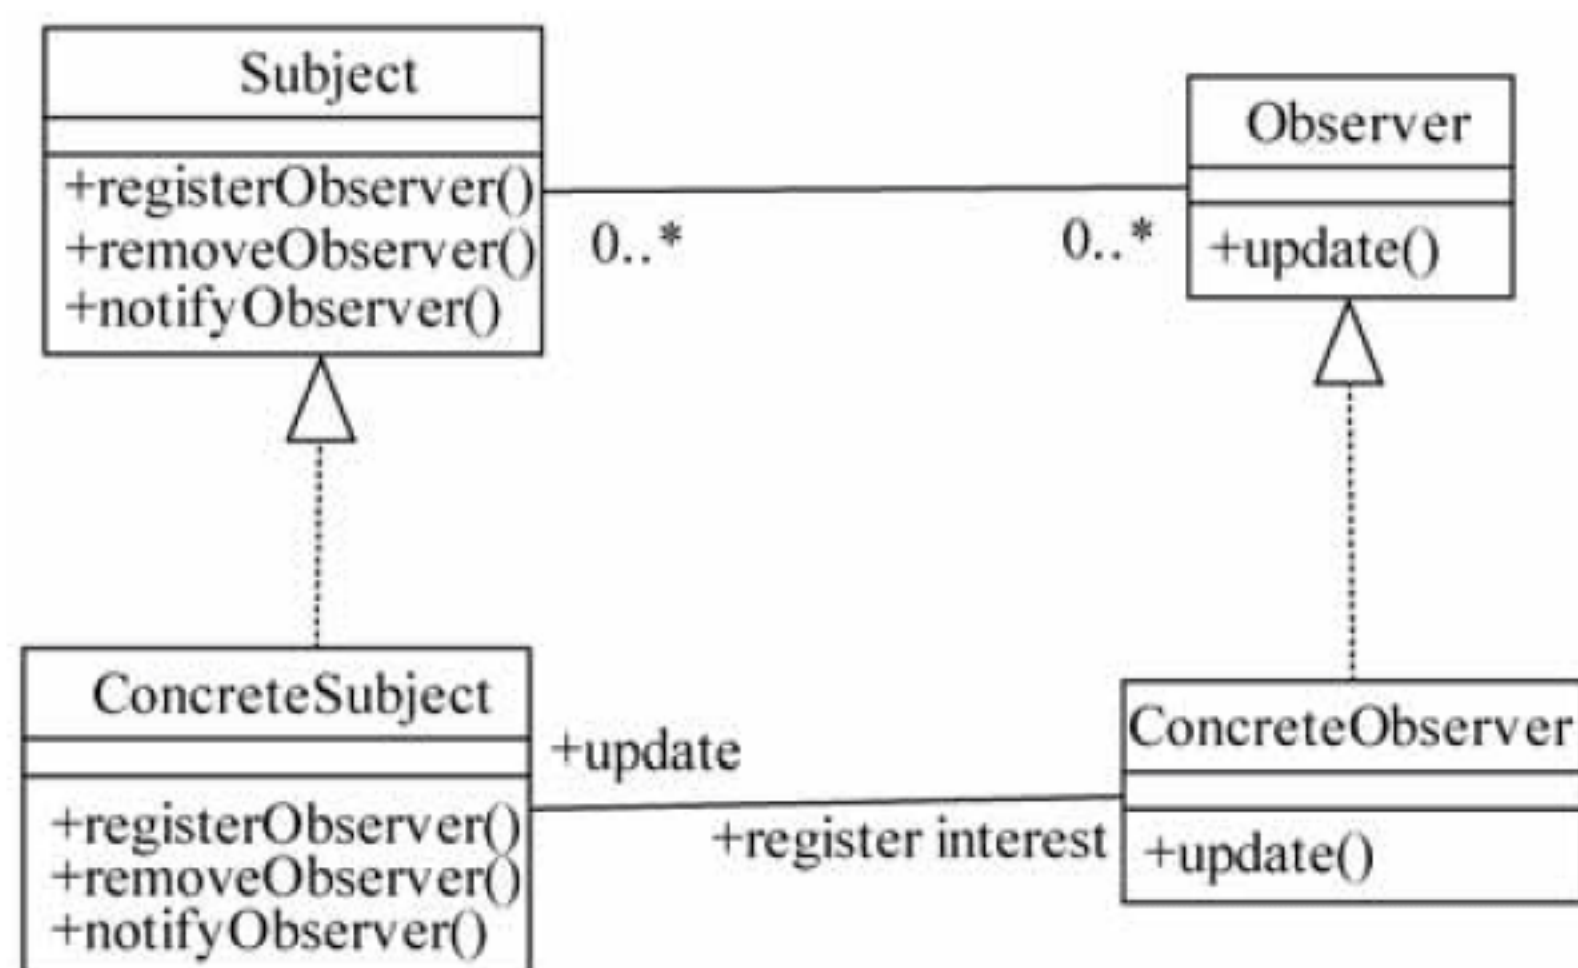 Subject
+registerObserver()
+removeObserver()
+notifyObserver()
0..*
0..*
Observer
+update()
ConcreteSubject
+registerObserver()
+removeObserver()
+notifyObserver()
+update
+register interest
ConcreteObserver
+update()